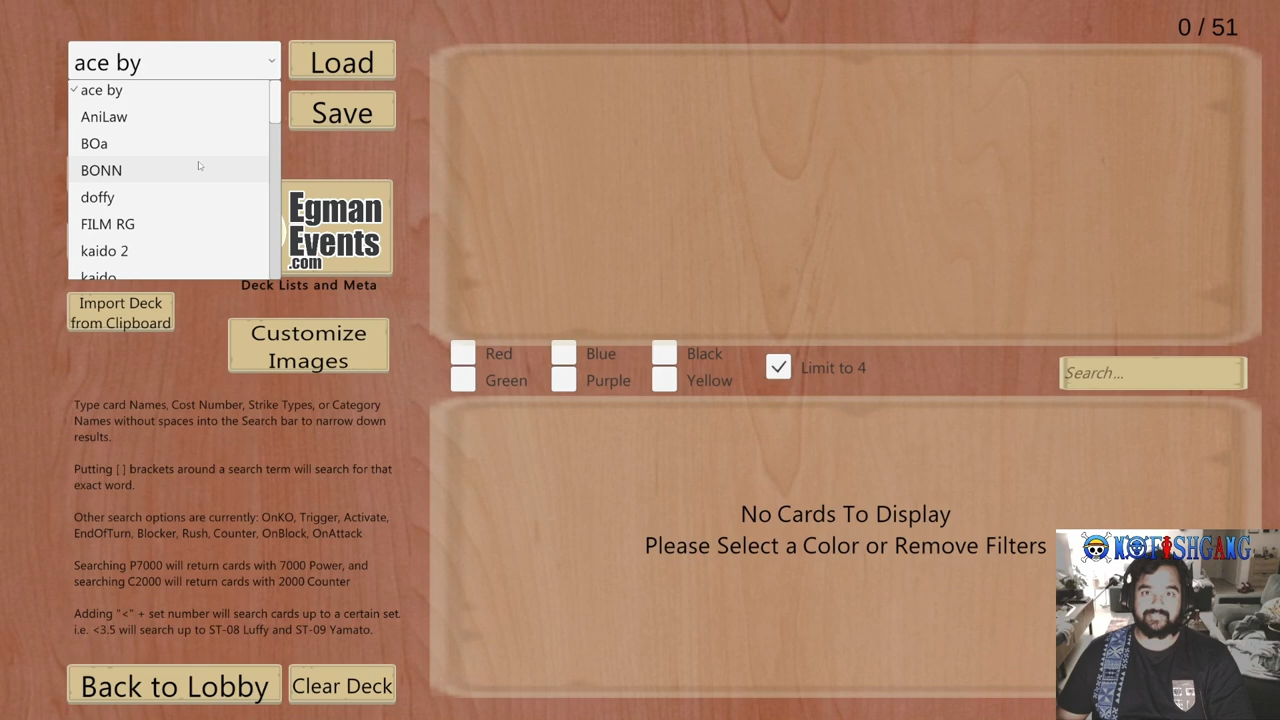 0 / 51
ace by
Load
ace by
AniLaw
BOa
BONN
doffy
FILM RG
kaido 2
kaido
Save
Egman
Events
.com
Deck Lists and Meta
Import Deck
from Clipboard
Customize
Images
Red
Blue
Black
Green
Purple
Yellow
Limit to 4
Search...
Type card Names, Cost Number, Strike Types, or Category
Names without spaces into the Search bar to narrow down
results.
Putting [ ] brackets around a search term will search for that
exact word.
Other search options are currently: OnKO, Trigger, Activate,
EndOfTurn, Blocker, Rush, Counter, OnBlock, OnAttack
Searching P7000 will return cards with 7000 Power, and
searching C2000 will return cards with 2000 Counter
Adding "<" + set number will search cards up to a certain set.
i.e. <3.5 will search up to ST-08 Luffy and ST-09 Yamato.
No Cards To Display
Please Select a Color or Remove Filters
NOFISHGANG
Back to Lobby
Clear Deck